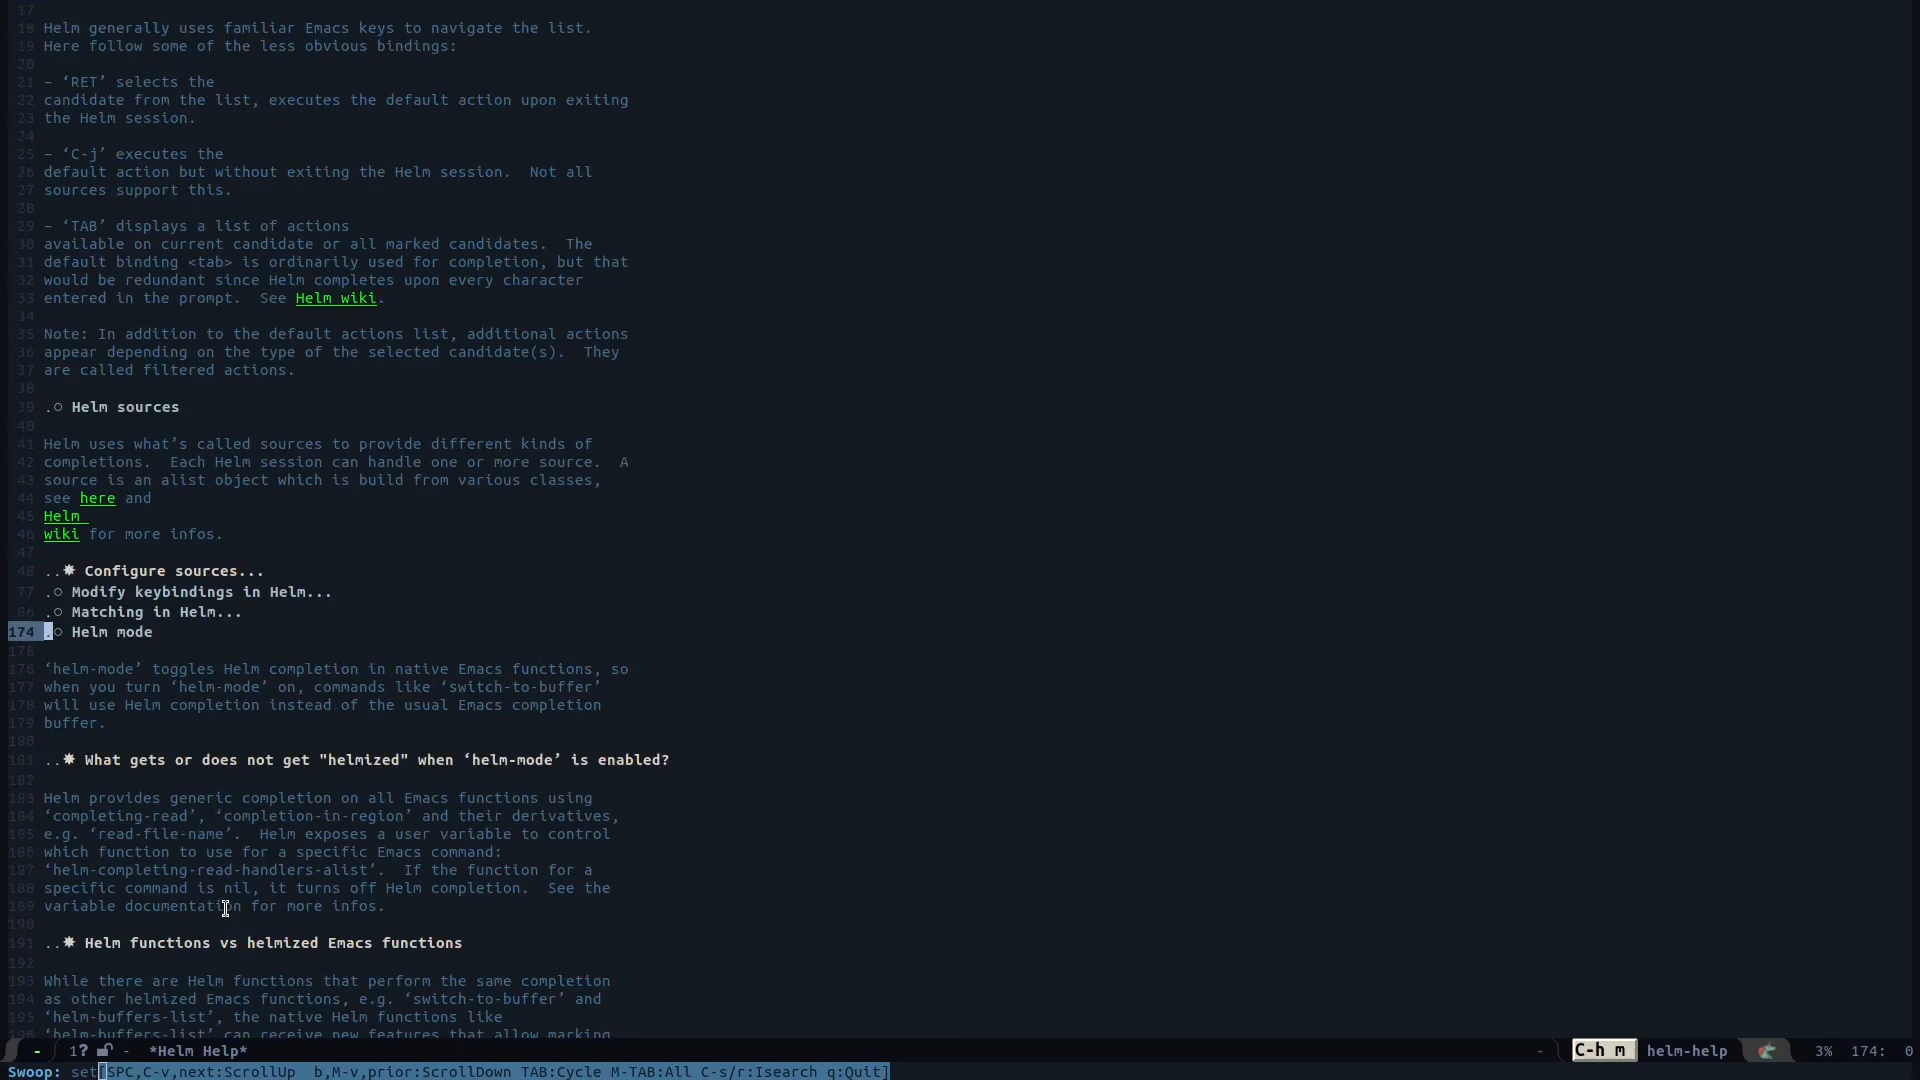 17
18 Helm generally uses familiar Emacs keys to navigate the list.
19 Here follow some of the less obvious bindings:
20
21 – ‘RET’ selects the
22 candidate from the list, executes the default action upon exiting
23 the Helm session.
24
25 – ‘C-j’ executes the
26 default action but without exiting the Helm session.  Not all
27 sources support this.
28
29 – ‘TAB’ displays a list of actions
30 available on current candidate or all marked candidates.  The
31 default binding <tab> is ordinarily used for completion, but that
32 would be redundant since Helm completes upon every character
33 entered in the prompt.  See Helm wiki.
34
35 Note: In addition to the default actions list, additional actions
36 appear depending on the type of the selected candidate(s).  They
37 are called filtered actions.
38
39 .○ Helm sources
40
41 Helm uses what’s called sources to provide different kinds of
42 completions.  Each Helm session can handle one or more source.  A
43 source is an alist object which is build from various classes,
44 see here and
45 Helm
46 wiki for more infos.
47
48 ..✸ Configure sources...
77 .○ Modify keybindings in Helm...
86 .○ Matching in Helm...
174 .○ Helm mode
175
176 ‘helm-mode’ toggles Helm completion in native Emacs functions, so
177 when you turn ‘helm-mode’ on, commands like ‘switch-to-buffer’
178 will use Helm completion instead of the usual Emacs completion
179 buffer.
180
181 ..✸ What gets or does not get "helmized" when ‘helm-mode’ is enabled?
182
183 Helm provides generic completion on all Emacs functions using
184 ‘completing-read’, ‘completion-in-region’ and their derivatives,
185 e.g. ‘read-file-name’.  Helm exposes a user variable to control
186 which function to use for a specific Emacs command:
187 ‘helm-completing-read-handlers-alist’.  If the function for a
188 specific command is nil, it turns off Helm completion.  See the
189 variable documentation for more infos.
190
191 ..✸ Helm functions vs helmized Emacs functions
192
193 While there are Helm functions that perform the same completion
194 as other helmized Emacs functions, e.g. ‘switch-to-buffer’ and
195 ‘helm-buffers-list’, the native Helm functions like
196 ‘helm-buffers-list’ can receive new features that allow marking
- 1? - *Helm Help* - C-h m helm-help 3% 174: 0
Swoop: set[SPC,C-v,next:ScrollUp  b,M-v,prior:ScrollDown TAB:Cycle M-TAB:All C-s/r:Isearch q:Quit]